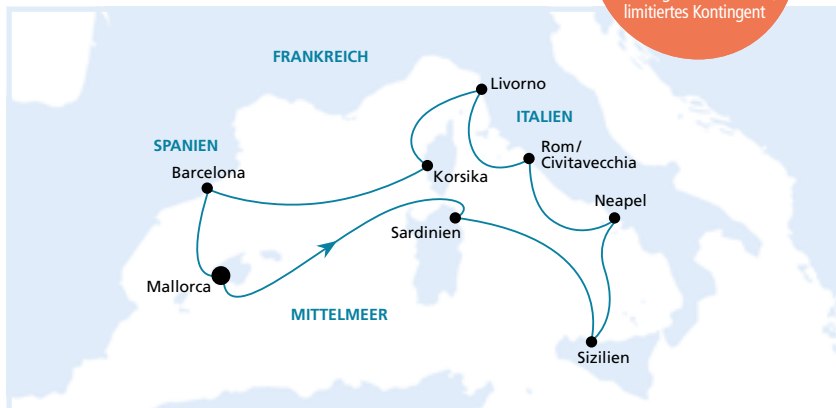 limitiertes Kontingent
FRANKREICH
Livorno
ITALIEN
SPANIEN
Barcelona
Rom/
Civitavecchia
Korsika
Neapel
Sardinien
Mallorca
MITTELMEER
Sizilien